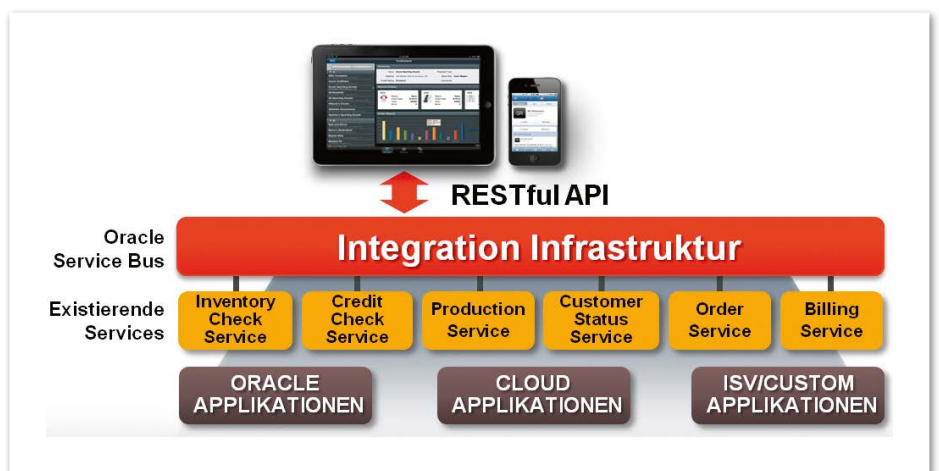 RESTful API
Oracle
Service Bus
Integration Infrastruktur
Existierende
Services
Inventory
Check
Service
Credit
Check
Service
Production
Service
Customer
Status
Service
Order
Service
Billing
Service
ORACLE
APPLIKATIONEN
CLOUD
APPLIKATIONEN
ISV/CUSTOM
APPLIKATIONEN